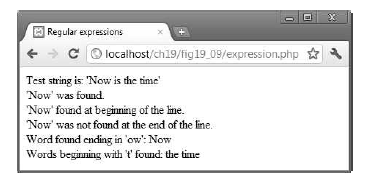 Regular expressions
localhost/ch19/fig19_09/expression.php
Test string is: 'Now is the time'
'Now' was found.
'Now' found at beginning of the line.
'Now' was not found at the end of the line.
Word found ending in 'ow': Now
Words beginning with 't' found: the time